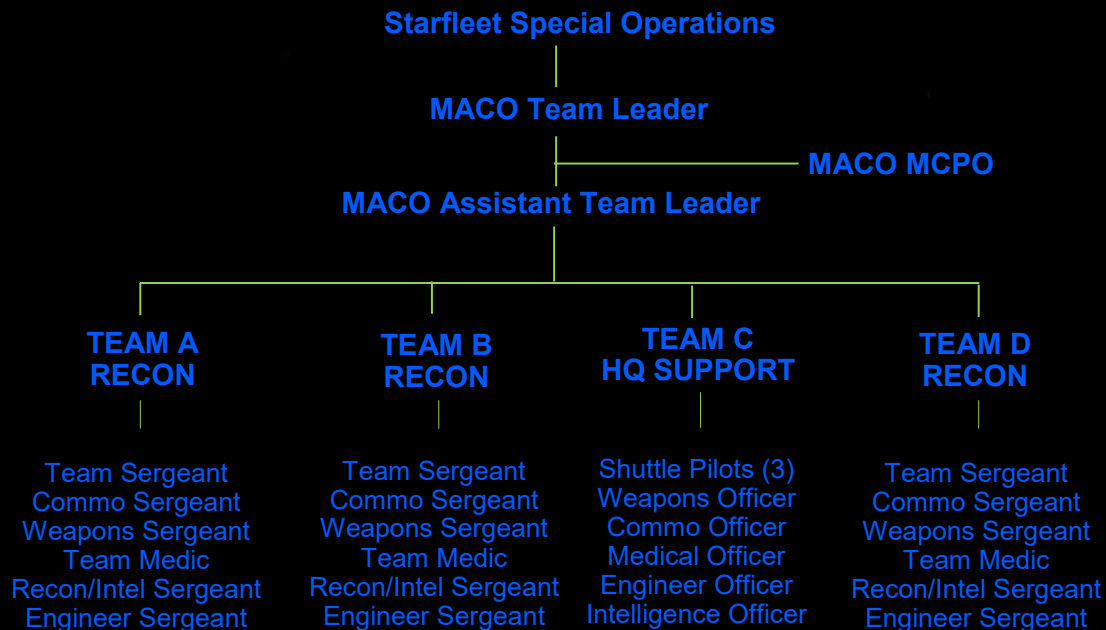 Starfleet Special Operations
MACO Team Leader
MACO MCPO
MACO Assistant Team Leader
TEAM A
RECON
Team Sergeant
Commo Sergeant
Weapons Sergeant
Team Medic
Recon/Intel Sergeant
Engineer Sergeant
TEAM B
RECON
Team Sergeant
Commo Sergeant
Weapons Sergeant
Team Medic
Recon/Intel Sergeant
Engineer Sergeant
TEAM C
HQ SUPPORT
Shuttle Pilots (3)
Weapons Officer
Commo Officer
Medical Officer
Engineer Officer
Intelligence Officer
TEAM D
RECON
Team Sergeant
Commo Sergeant
Weapons Sergeant
Team Medic
Recon/Intel Sergeant
Engineer Sergeant